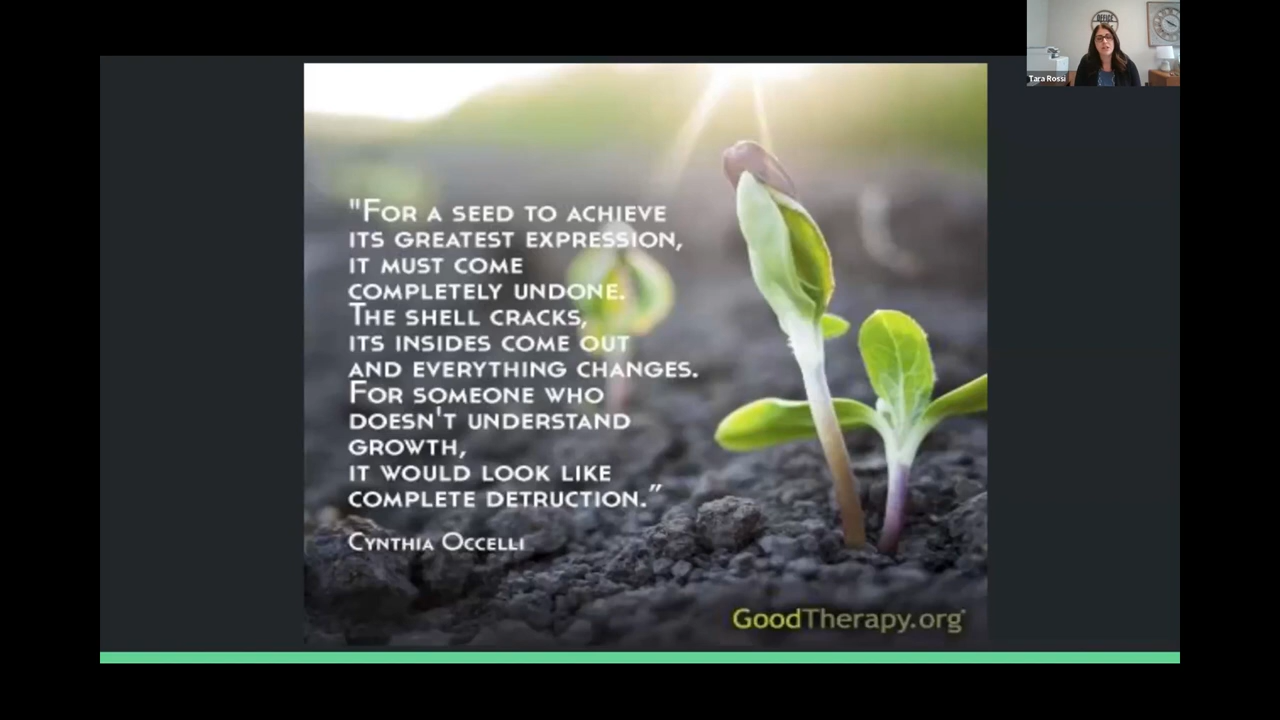 "For a seed to achieve
its greatest expression,
it must come
completely undone.
The shell cracks,
its insides come out
and everything changes.
For someone who
doesn't understand
growth,
it would look like
complete detruction.”
Cynthia Occelli
GoodTherapy.org
OFFICE
Tara Rossi